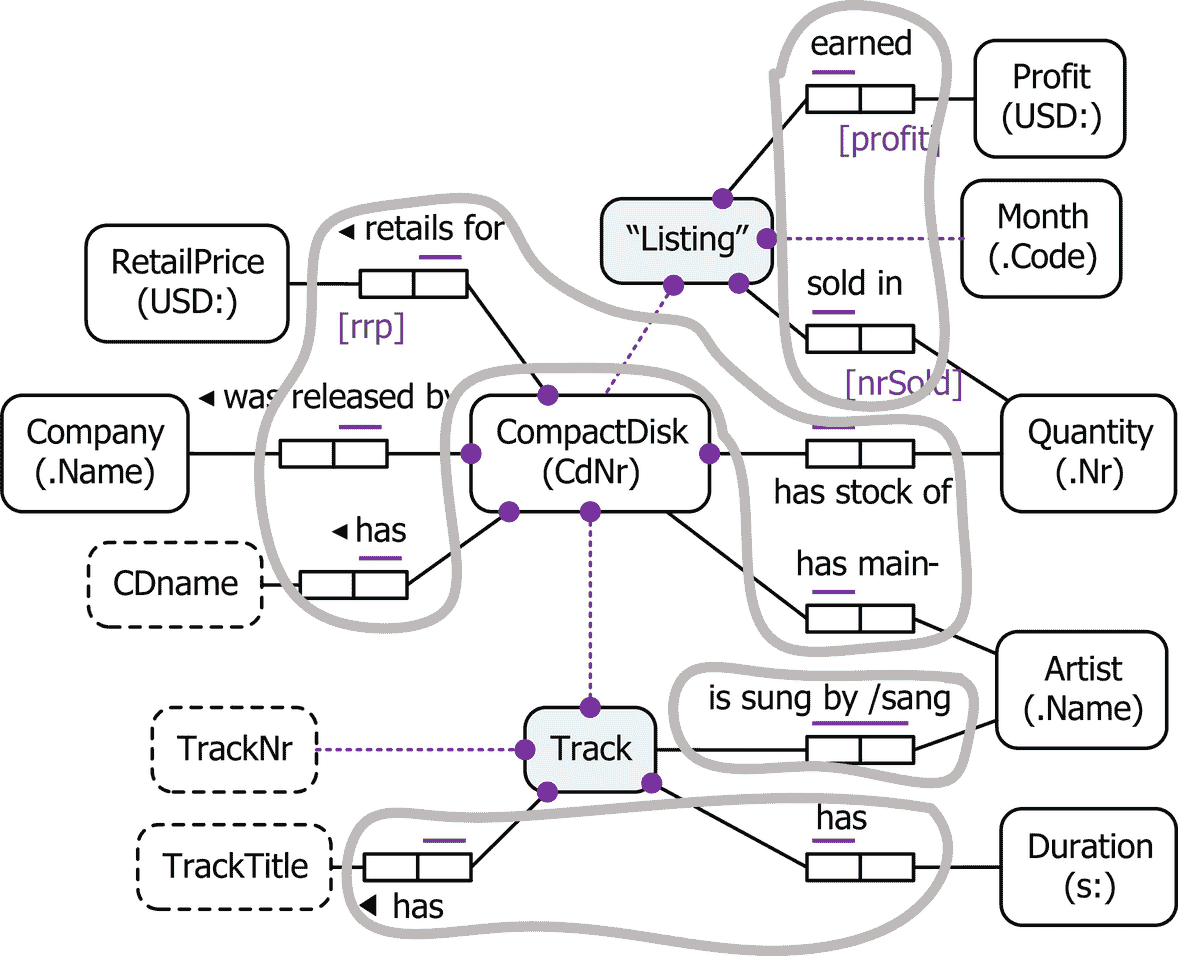 earned
Profit
(USD:)
[profit]
Month
(.Code)
◄ retails for
"Listing"
RetailPrice
(USD:)
sold in
[rrp]
[nrSold]
◄ was released by
Company
(.Name)
CompactDisk
(CdNr)
Quantity
(.Nr)
has stock of
◄ has
CDname
has main-
Artist
(.Name)
is sung by /sang
TrackNr
Track
has
TrackTitle
Duration
(s:)
◄ has